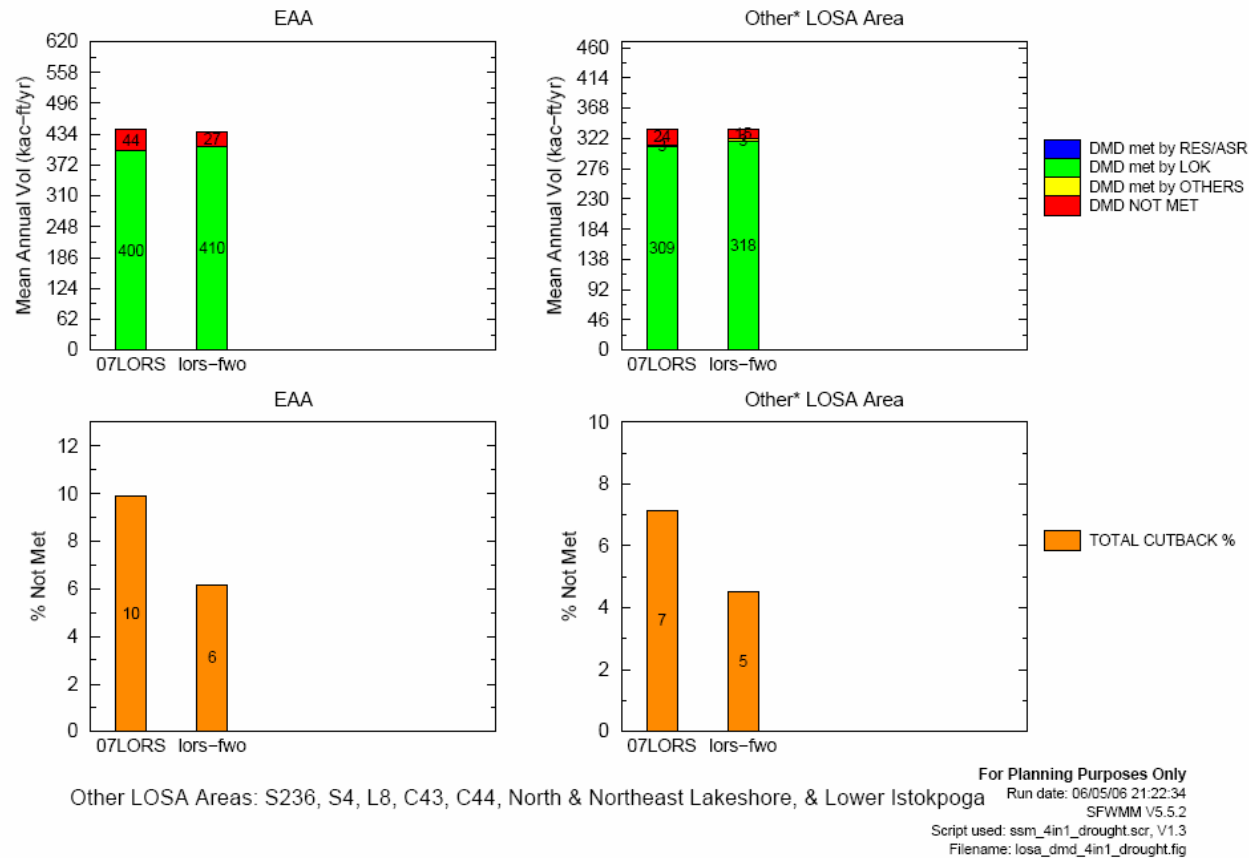 EAA
Mean Annual Vol (kac-ft/yr)
620
558
496
434
372
310
248
186
124
62
0
44
27
400
410
07LORS lors-fwo
Other* LOSA Area
Mean Annual Vol (kac-ft/yr)
460
414
368
322
276
230
184
138
92
46
0
24
15
3
3
309
318
07LORS lors-fwo
DMD met by RES/ASR
DMD met by LOK
DMD met by OTHERS
DMD NOT MET
EAA
% Not Met
12
10
8
6
4
2
0
10
6
07LORS lors-fwo
Other* LOSA Area
% Not Met
10
8
6
4
2
0
7
5
07LORS lors-fwo
TOTAL CUTBACK %
Other LOSA Areas: S236, S4, L8, C43, C44, North & Northeast Lakeshore, & Lower Istokpoga
For Planning Purposes Only
Run date: 06/05/06 21:22:34
SFWMM V5.5.2
Script used: ssm_4in1_drought.scr, V1.3
Filename: losa_dmd_4in1_drought.fig